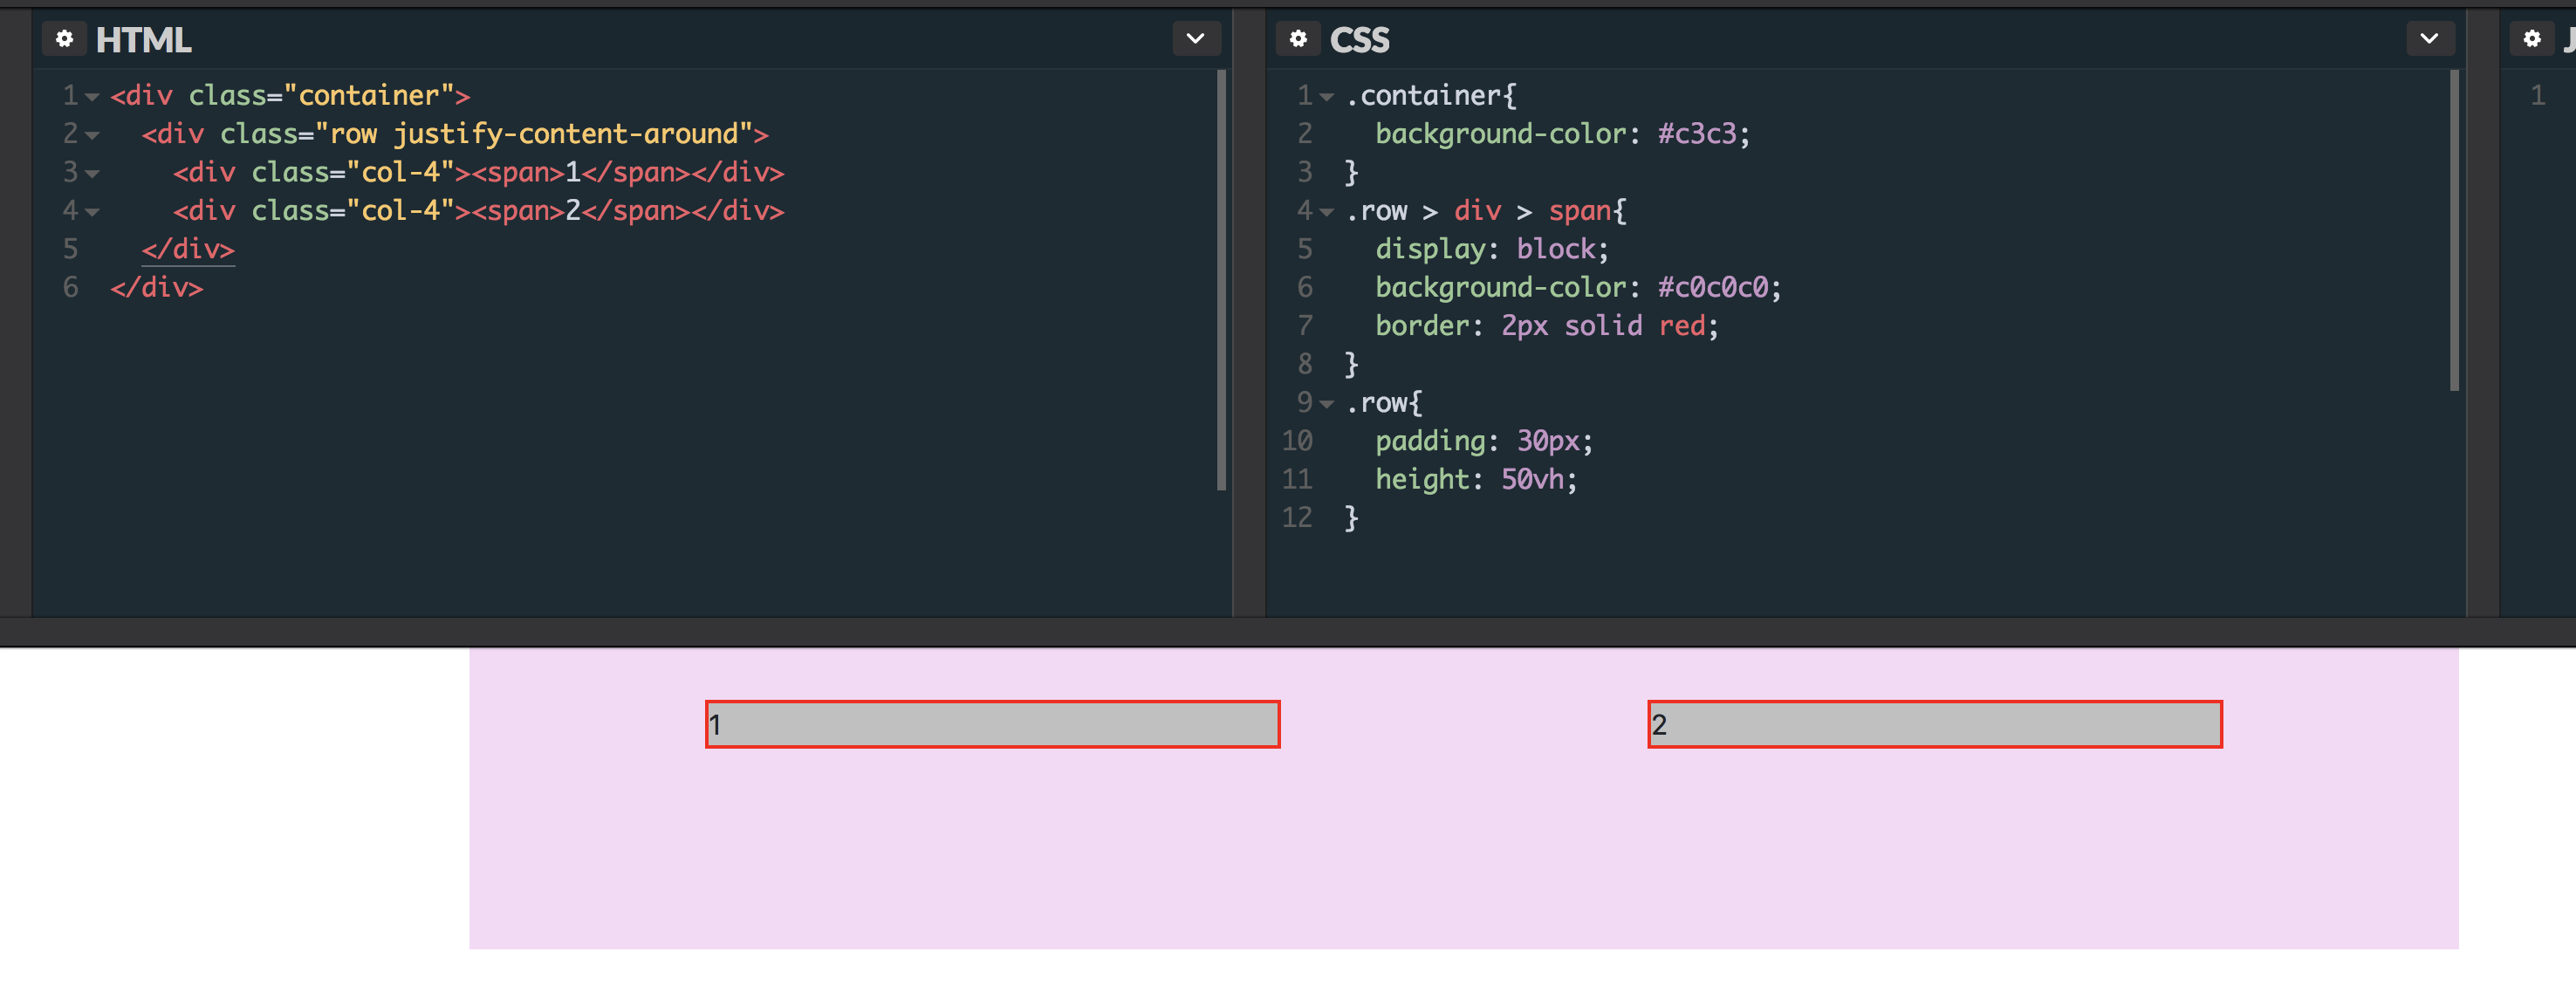 HTML
1 <div class="container">
2 <div class="row justify-content-around">
3 <div class="col-4"><span>1</span></div>
4 <div class="col-4"><span>2</span></div>
5 </div>
6 </div>
CSS
1 .container{
2 background-color: #c3c3;
3 }
4 .row > div > span{
5 display: block;
6 background-color: #c0c0c0;
7 border: 2px solid red;
8 }
9 .row{
10 padding: 30px;
11 height: 50vh;
12 }
J
1
1
2